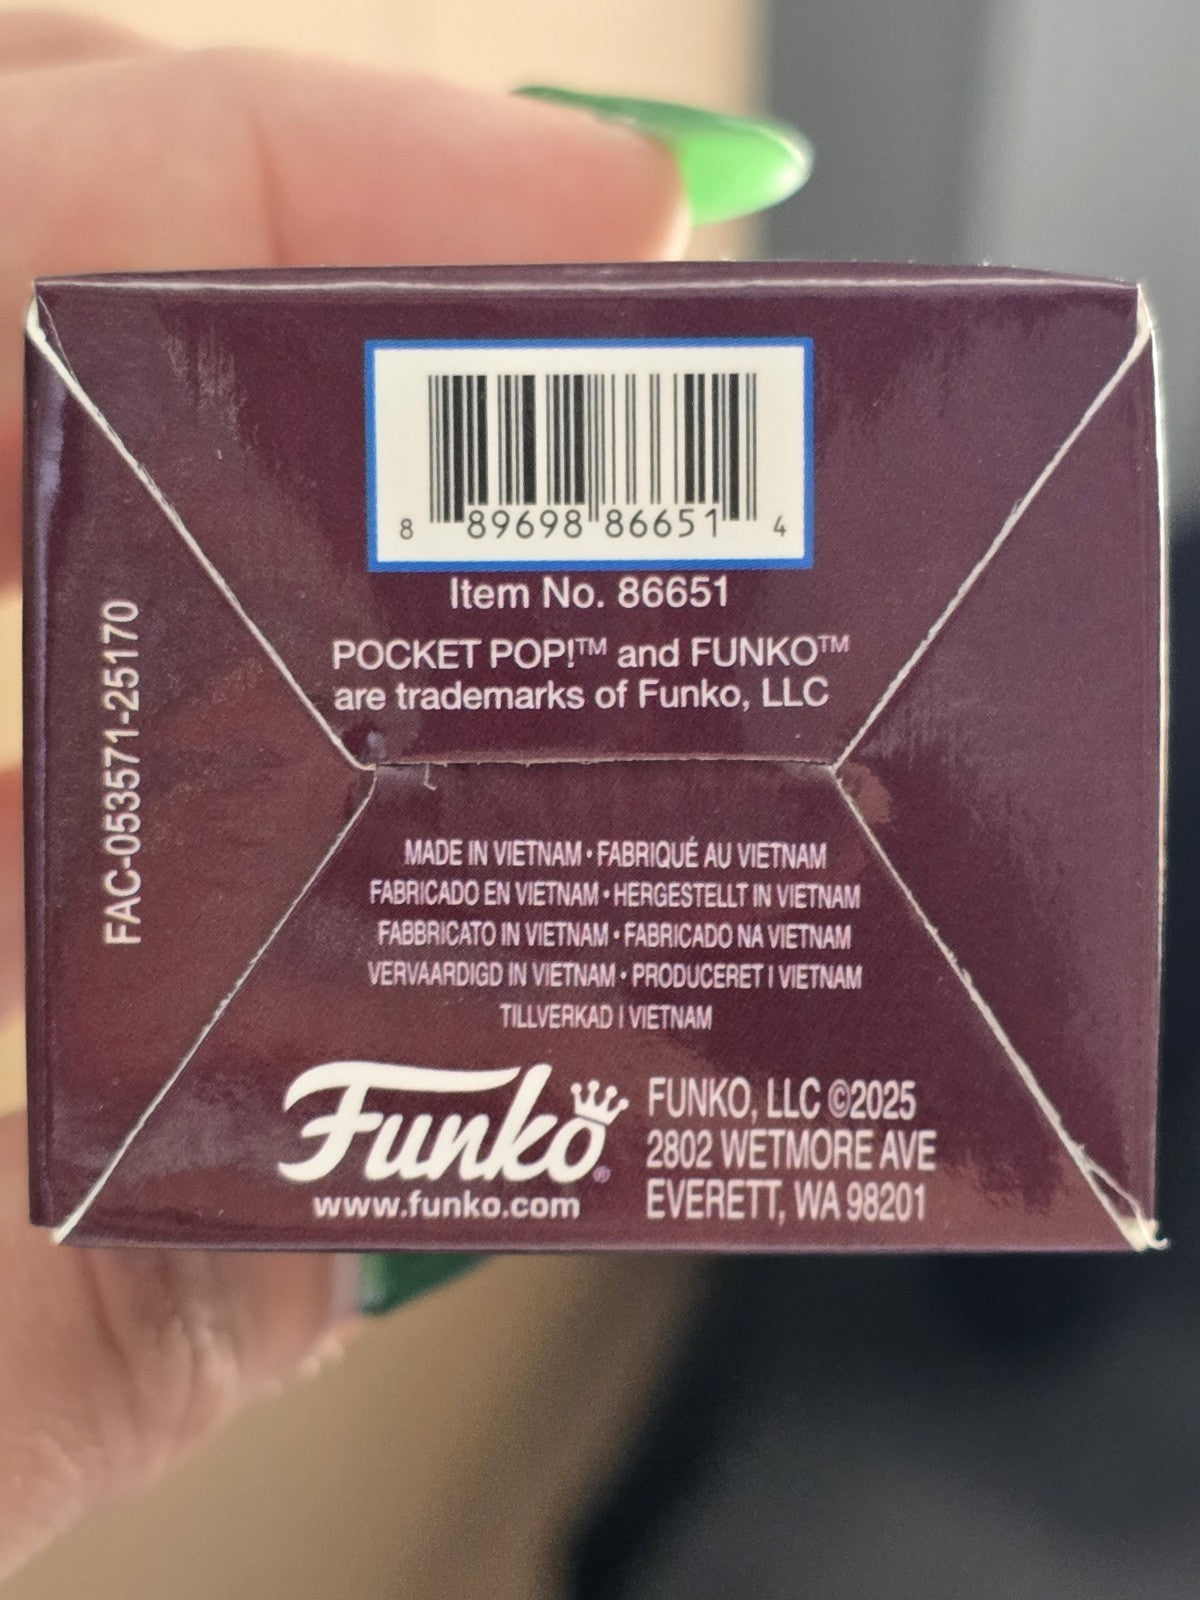 8 89698 86651 4
Item No. 86651
POCKET POP!™ and FUNKO™
are trademarks of Funko, LLC
FAC-053571-25170
MADE IN VIETNAM • FABRIQUÉ AU VIETNAM
FABRICADO EN VIETNAM • HERGESTELLT IN VIETNAM
FABBRICATO IN VIETNAM • FABRICADO NA VIETNAM
VERVAARDIGD IN VIETNAM • PRODUCERET I VIETNAM
TILLVERKAD I VIETNAM
Funko®
www.funko.com
FUNKO, LLC ©2025
2802 WETMORE AVE
EVERETT, WA 98201